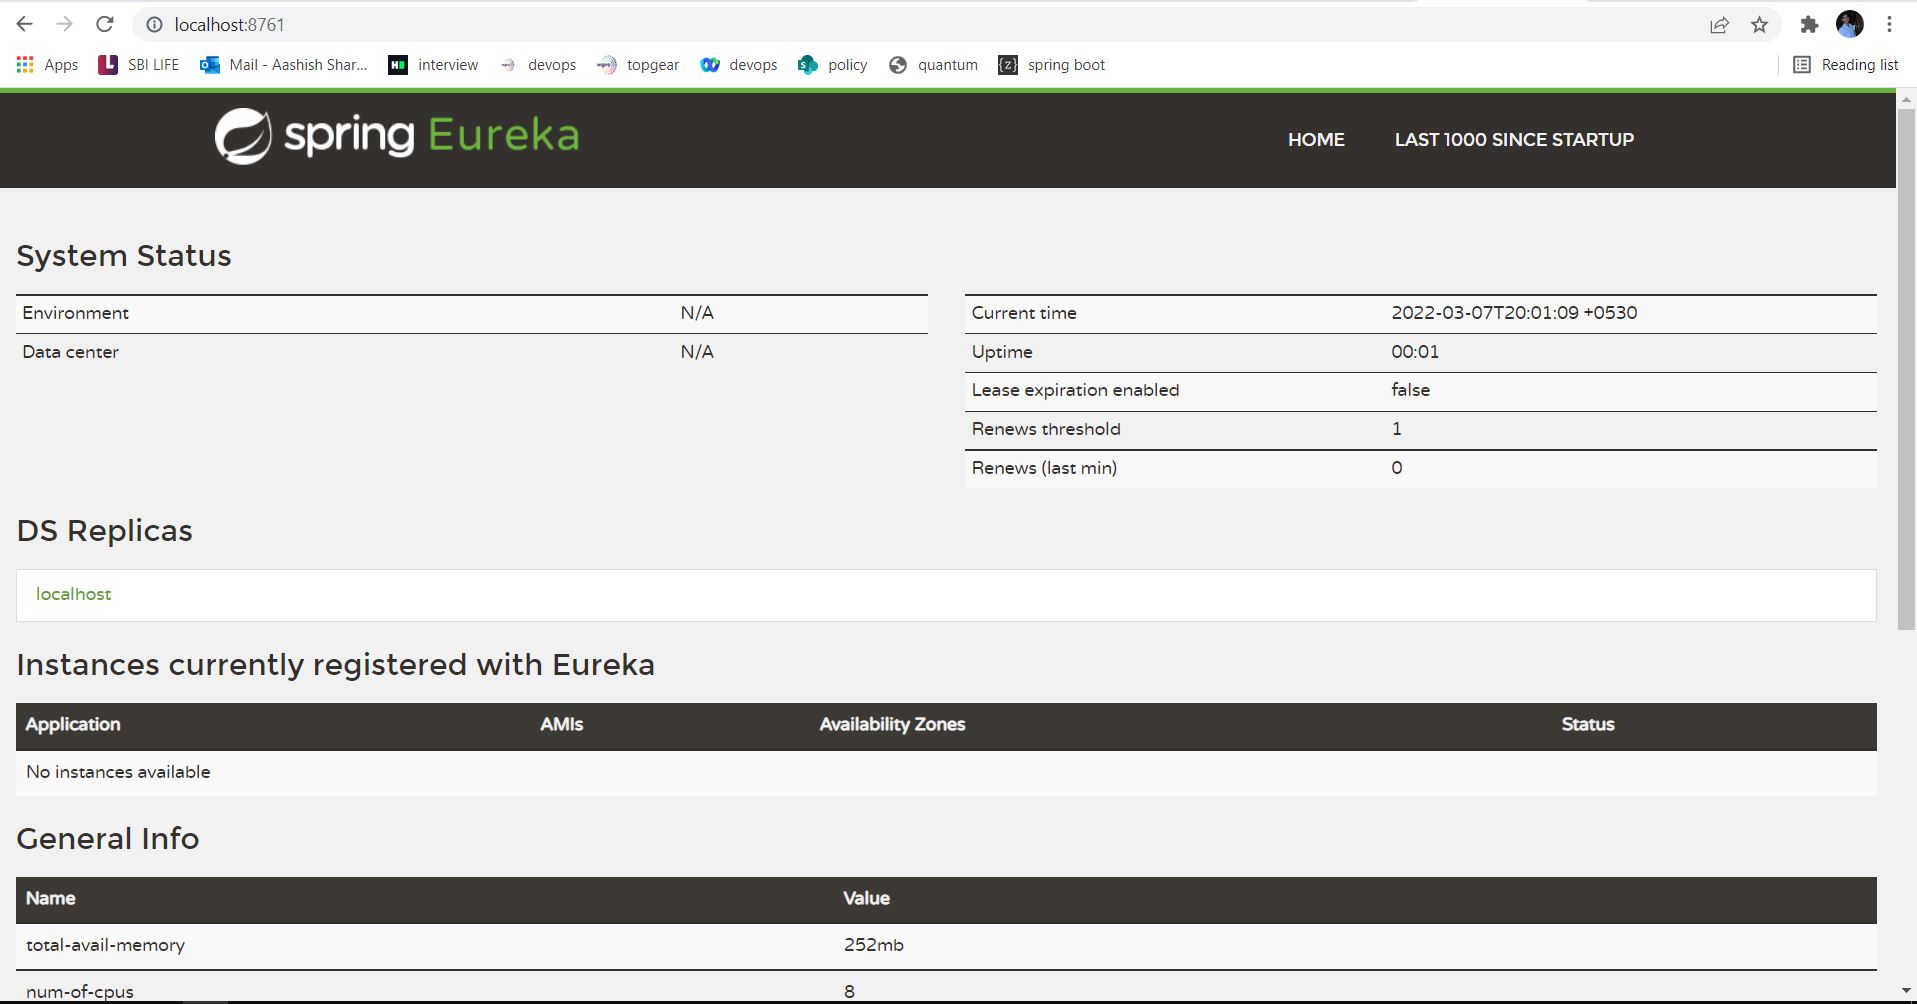 localhost:8761
Apps SBI LIFE Mail - Aashish Shar... interview devops topgear devops policy quantum {z} spring boot Reading list
spring Eureka HOME LAST 1000 SINCE STARTUP
System Status
Environment N/A
Data center N/A
Current time 2022-03-07T20:01:09 +0530
Uptime 00:01
Lease expiration enabled false
Renews threshold 1
Renews (last min) 0
DS Replicas
localhost
Instances currently registered with Eureka
Application AMIs Availability Zones Status
No instances available
General Info
Name Value
total-avail-memory 252mb
num-of-cpus 8